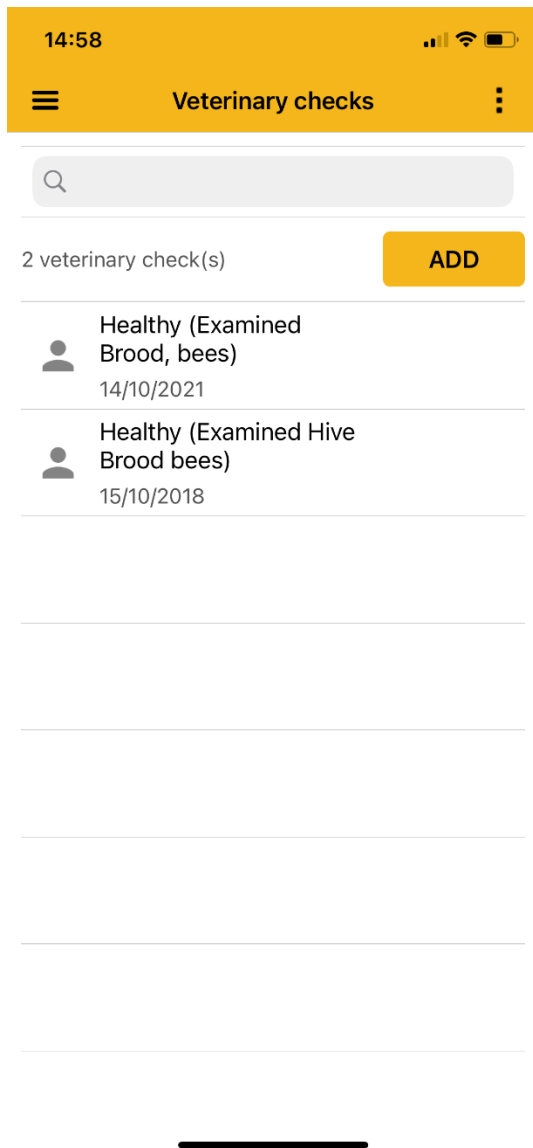 14:58
Veterinary checks
2 veterinary check(s)
ADD
Healthy (Examined
Brood, bees)
14/10/2021
Healthy (Examined Hive
Brood bees)
15/10/2018